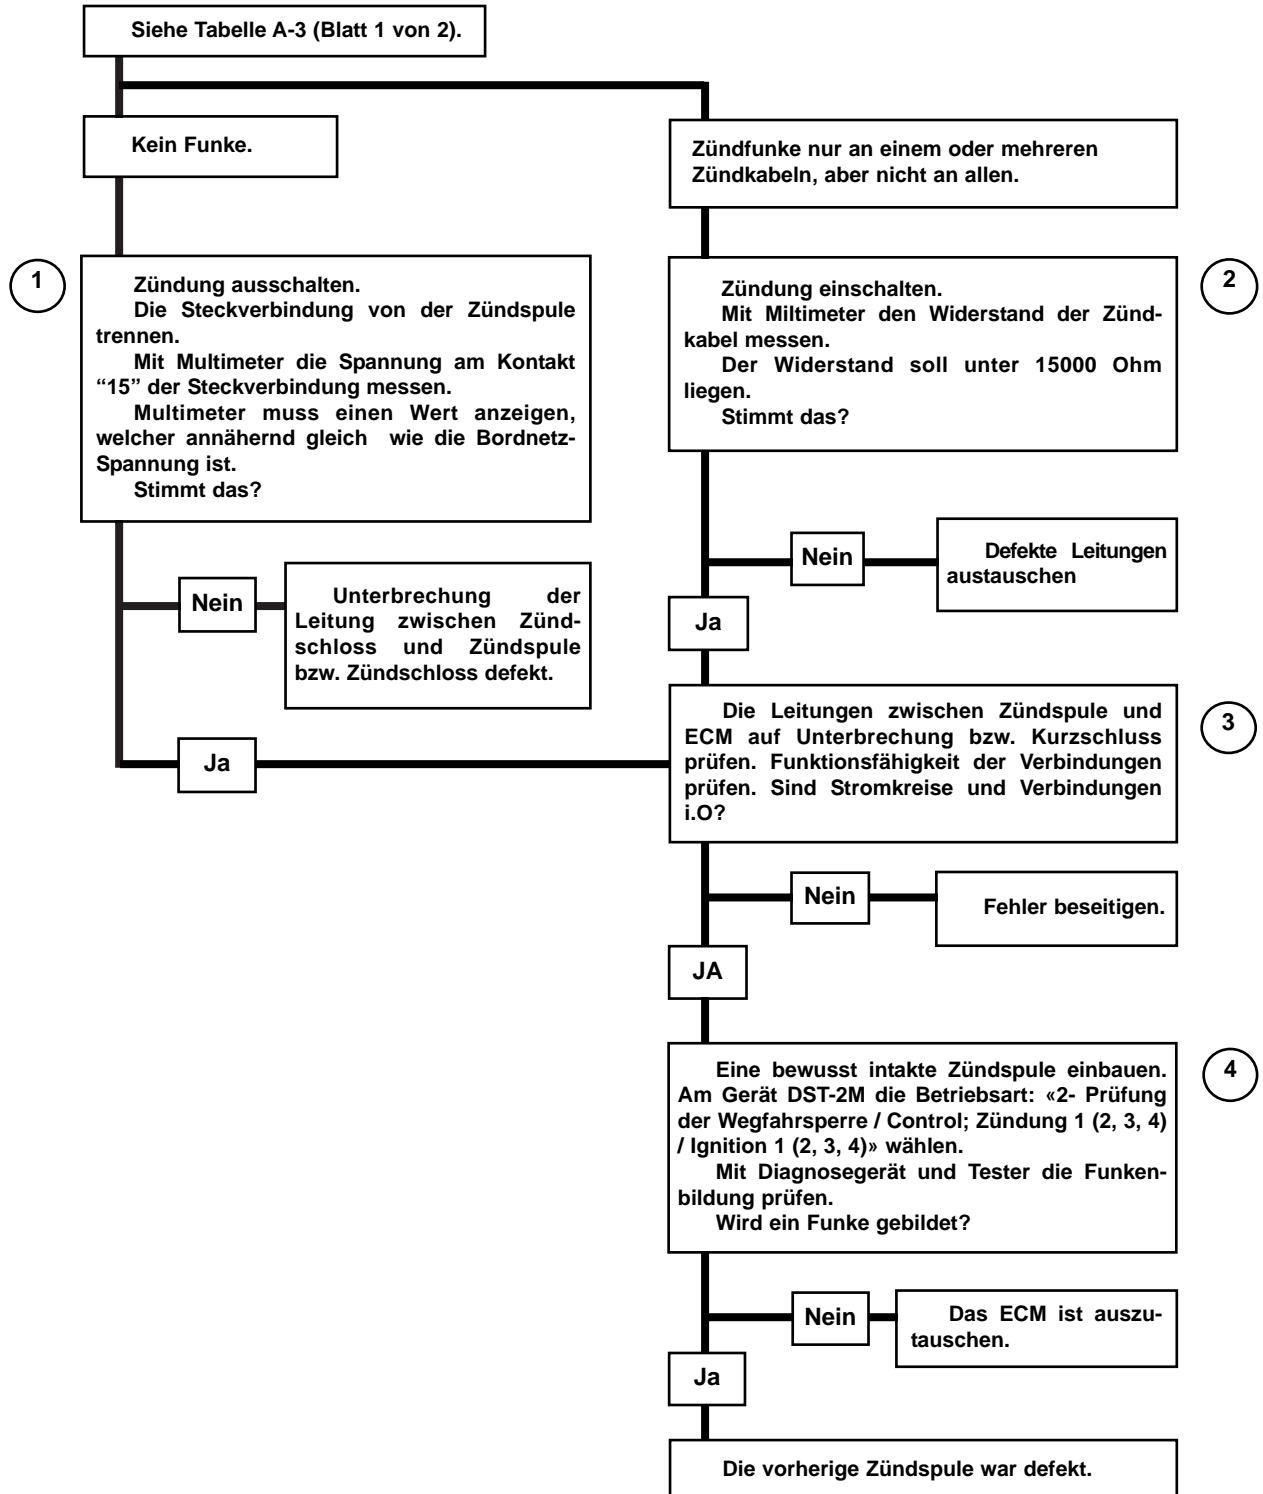 Siehe Tabelle A-3 (Blatt 1 von 2).
Kein Funke.
Zündfunke nur an einem oder mehreren
Zündkabeln, aber nicht an allen.
1
Zündung ausschalten.
Die Steckverbindung von der Zündspule
trennen.
Mit Multimeter die Spannung am Kontakt
“15” der Steckverbindung messen.
Multimeter muss einen Wert anzeigen,
welcher annähernd gleich wie die Bordnetz-
Spannung ist.
Stimmt das?
2
Zündung einschalten.
Mit Miltimeter den Widerstand der Zünd-
kabel messen.
Der Widerstand soll unter 15000 Ohm
liegen.
Stimmt das?
Nein
Defekte Leitungen
austauschen
Nein
Unterbrechung der
Leitung zwischen Zünd-
schloss und Zündspule
bzw. Zündschloss defekt.
Ja
Ja
3
Die Leitungen zwischen Zündspule und
ECM auf Unterbrechung bzw. Kurzschluss
prüfen. Funktionsfähigkeit der Verbindungen
prüfen. Sind Stromkreise und Verbindungen
i.O?
Nein
Fehler beseitigen.
JA
4
Eine bewusst intakte Zündspule einbauen.
Am Gerät DST-2M die Betriebsart: «2- Prüfung
der Wegfahrsperre / Control; Zündung 1 (2, 3, 4)
/ Ignition 1 (2, 3, 4)» wählen.
Mit Diagnosegerät und Tester die Funken-
bildung prüfen.
Wird ein Funke gebildet?
Nein
Das ECM ist auszu-
tauschen.
Ja
Die vorherige Zündspule war defekt.